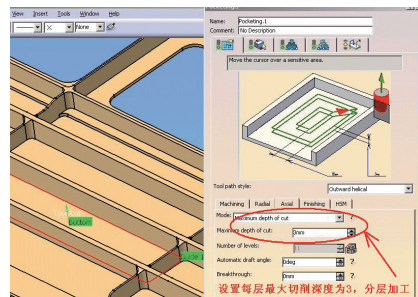 View Insert Tools Window Help
None
bottom
Name: Pocketing.1
Comment: No Description
Move the cursor over a sensitive area.
Tool path style: Outward helical
Machining Radial Axial Finishing HSM
Mode: Maximum depth of cut ?
Maximum depth of cut: 3mm
Number of levels: 1
Automatic draft angle: 0deg ?
Breakthrough: 0mm ?
设置每层最大切削深度为3，分层加工